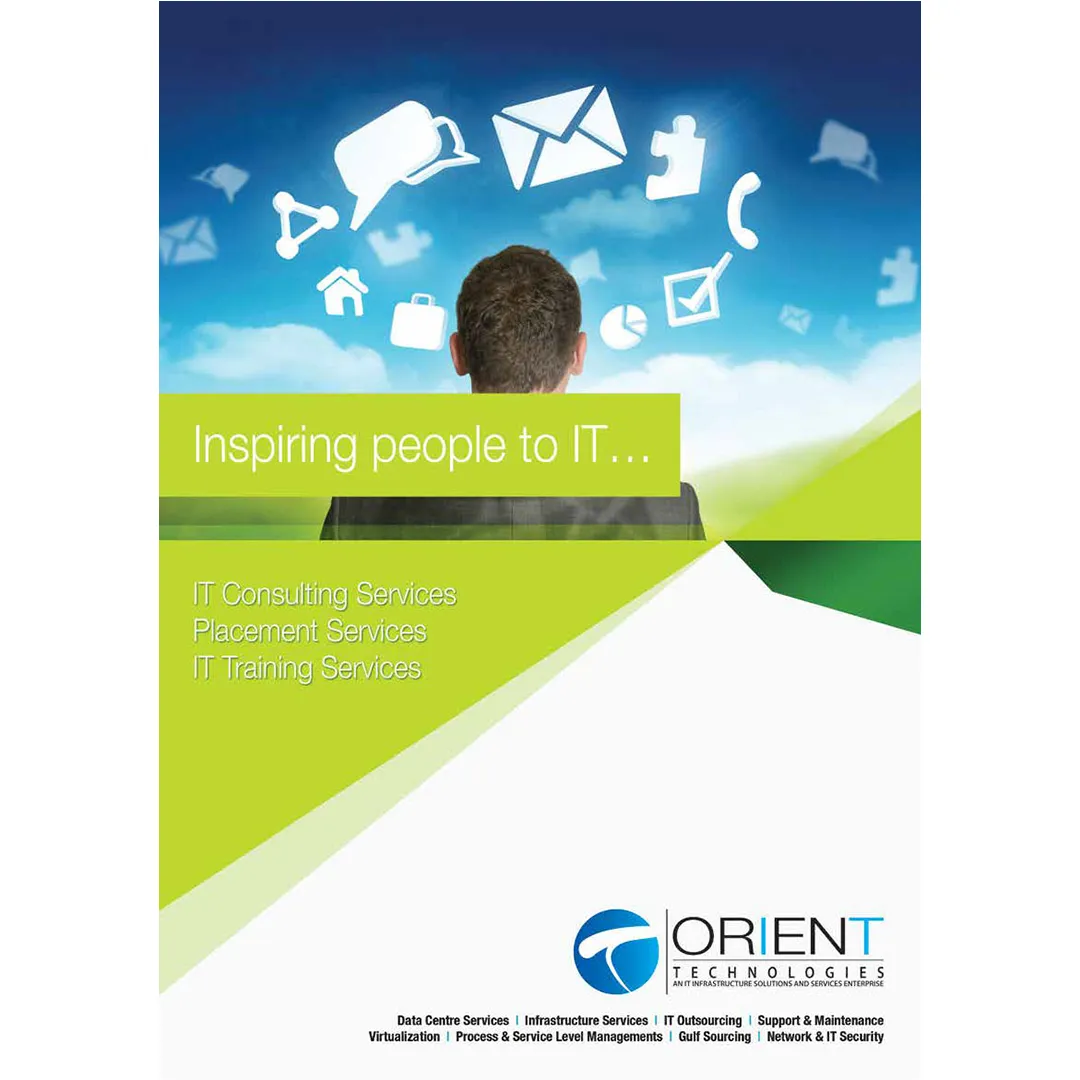 Inspiring people to IT...
IT Consulting Services
Placement Services
IT Training Services
ORIENT
TECHNOLOGIES
AN IT INFRASTRUCTURE SOLUTIONS AND SERVICES ENTERPRISE
Data Centre Services | Infrastructure Services | IT Outsourcing | Support & Maintenance
Virtualization | Process & Service Level Managements | Gulf Sourcing | Network & IT Security